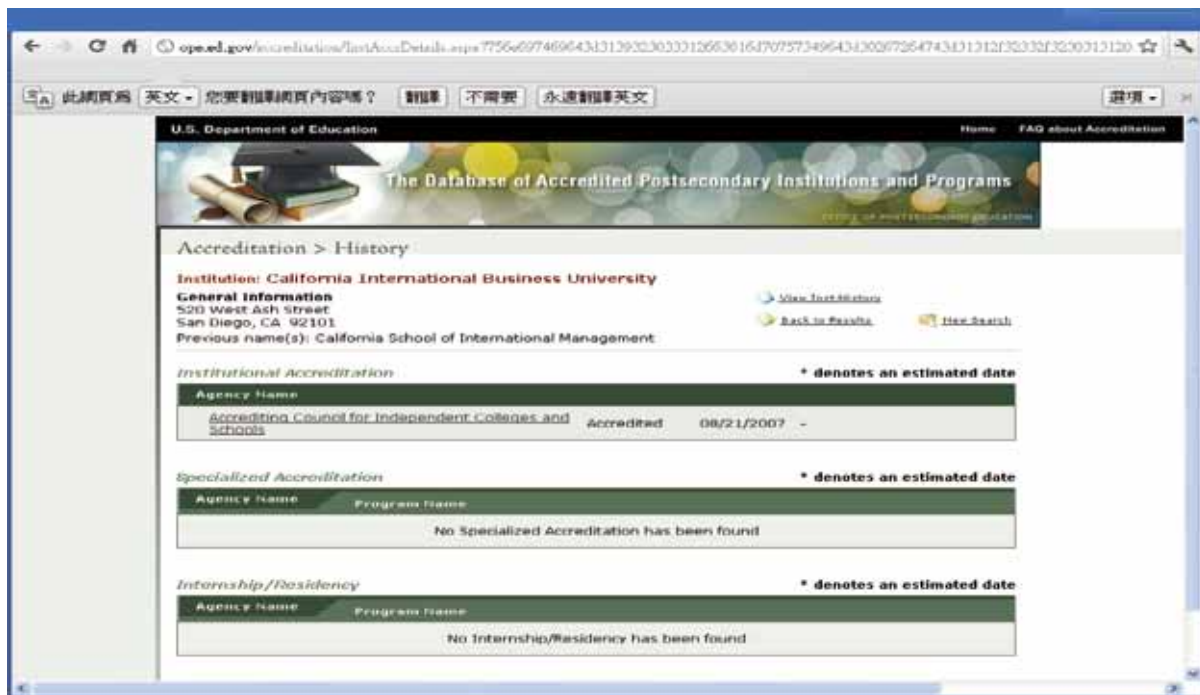 ope.ed.gov
此網頁為 英文 您要翻譯網頁內容嗎？ 翻譯 不需要 永遠翻譯英文 選項
U.S. Department of Education Home FAQ about Accreditation
The Database of Accredited Postsecondary Institutions and Programs
OFFICE OF POSTSECONDARY EDUCATION
Accreditation > History
Institution: California International Business University
General Information
520 West Ash Street
San Diego, CA 92101
Previous name(s): California School of International Management
View Inst History
Back to Results New Search
Institutional Accreditation * denotes an estimated date
Agency Name
Accrediting Council for Independent Colleges and Schools Accredited 08/21/2007 -
Specialized Accreditation * denotes an estimated date
Agency Name Program Name
No Specialized Accreditation has been found
Internship/Residency * denotes an estimated date
Agency Name Program Name
No Internship/Residency has been found